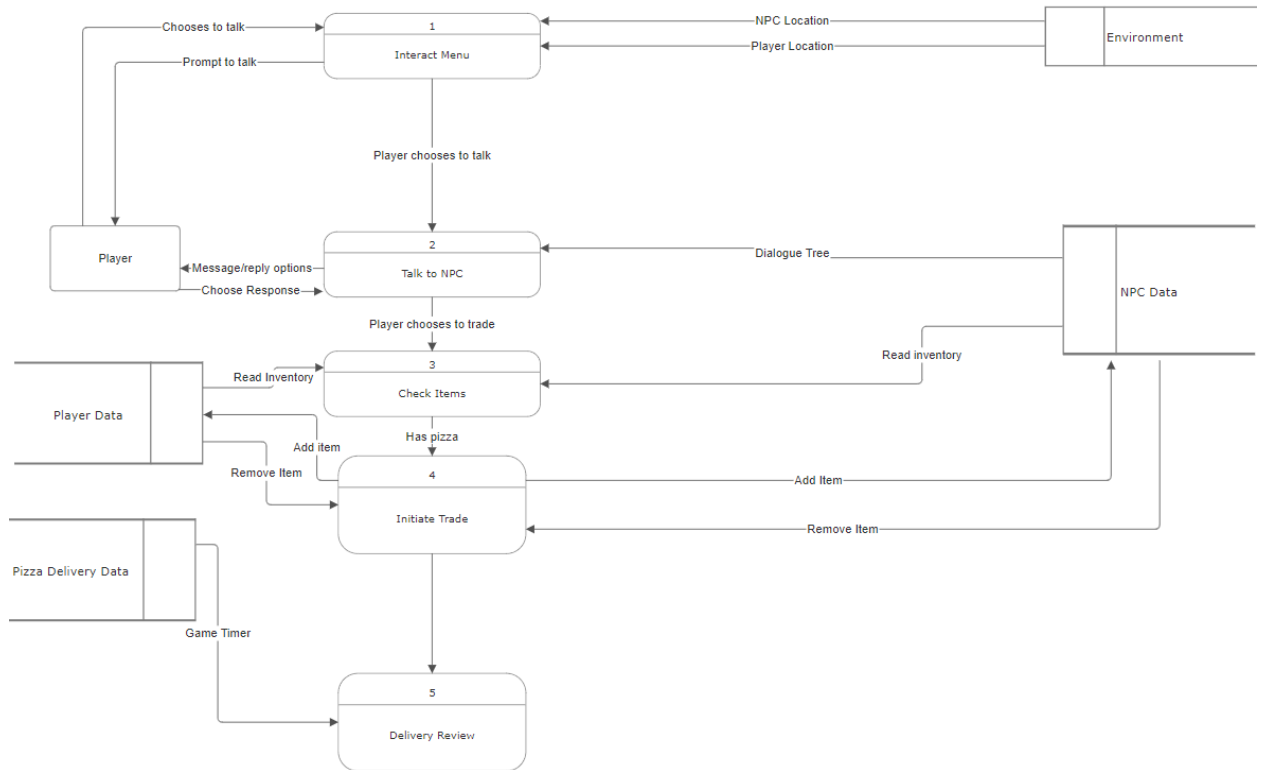 Chooses to talk
1
NPC Location
Player Location
Environment
Interact Menu
Prompt to talk
Player chooses to talk
2
Dialogue Tree
Player
Message/reply options
Talk to NPC
Choose Response
NPC Data
Player chooses to trade
Read inventory
3
Read Inventory
Check Items
Player Data
Has pizza
Add item
Remove Item
4
Add Item
Initiate Trade
Remove Item
Pizza Delivery Data
Game Timer
5
Delivery Review